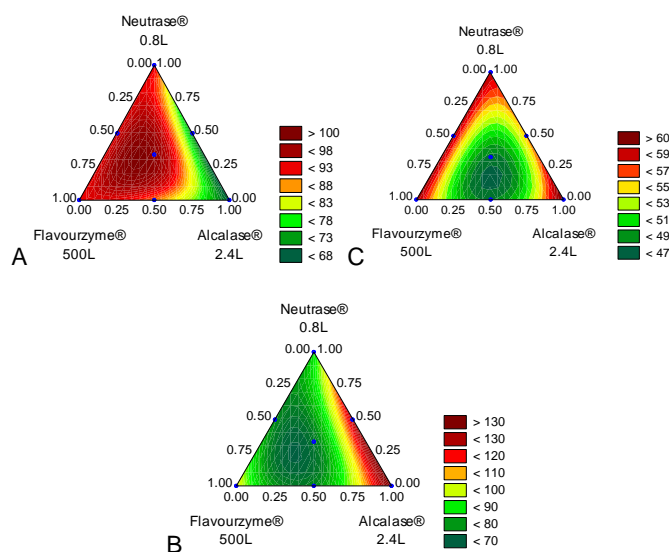 Neutrase®
0.8L
0.00 1.00
0.25 0.75
0.50 0.50
0.75 0.25
1.00 0.00
0.00 0.25 0.50 0.75 1.00
Flavourzyme® Alcalase®
500L 2.4L
A
> 100
< 98
< 93
< 88
< 83
< 78
< 73
< 68
Neutrase®
0.8L
0.00 1.00
0.25 0.75
0.50 0.50
0.75 0.25
1.00 0.00
0.00 0.25 0.50 0.75 1.00
Flavourzyme® Alcalase®
500L 2.4L
C
> 60
< 59
< 57
< 55
< 53
< 51
< 49
< 47
Neutrase®
0.8L
0.00 1.00
0.25 0.75
0.50 0.50
0.75 0.25
1.00 0.00
0.00 0.25 0.50 0.75 1.00
Flavourzyme® Alcalase®
500L 2.4L
B
> 130
< 130
< 120
< 110
< 100
< 90
< 80
< 70